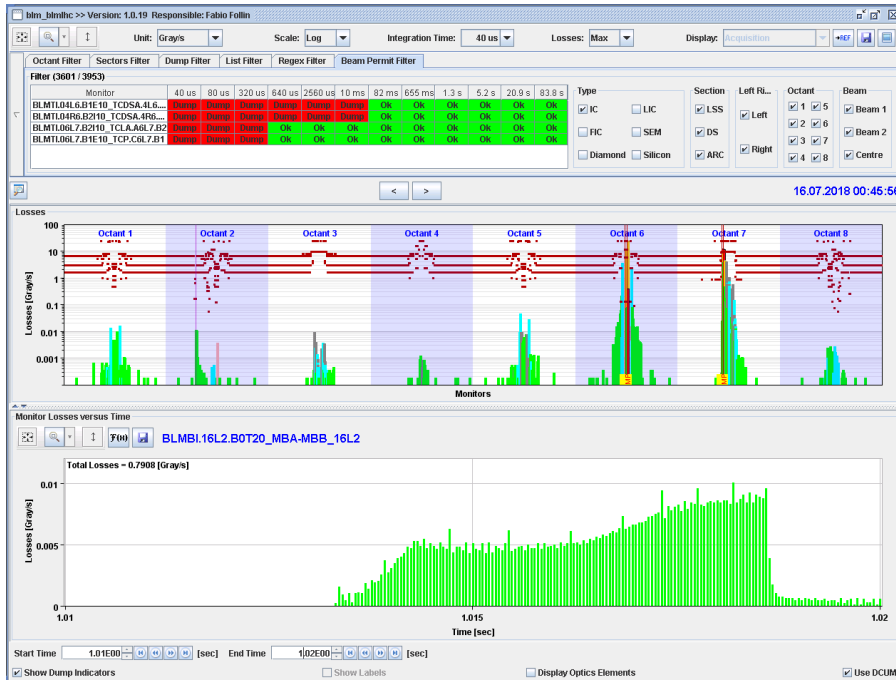 blm_blmlhc >> Version: 1.0.19 Responsible: Fabio Follin
Unit: Gray/s Scale: Log Integration Time: 40 us Losses: Max Display: Acquisition →REF
Octant Filter Sectors Filter Dump Filter List Filter Regex Filter Beam Permit Filter
Filter (3601 / 3953)
Monitor 40 us 80 us 320 us 640 us 2560 us 10 ms 82 ms 655 ms 1.3 s 5.2 s 20.9 s 83.8 s
BLMTI.04L6.B1E10_TCDSA.4L6.... Dump Dump Dump Dump Dump Dump Ok Ok Ok Ok Ok Ok
BLMTI.04R6.B2I10_TCDSA.4R6.... Dump Dump Dump Dump Dump Dump Ok Ok Ok Ok Ok Ok
BLMTI.06L7.B2I10_TCLA.A6L7.B2 Dump Dump Dump Ok Ok Ok Ok Ok Ok Ok Ok Ok
BLMTI.06L7.B1E10_TCP.C6L7.B1 Dump Dump Dump Ok Ok Ok Ok Ok Ok Ok Ok Ok
Type
IC LIC
FIC SEM
Diamond Silicon
Section
LSS
DS
ARC
Left Ri...
Left
Right
Octant
1 5
2 6
3 7
4 8
Beam
Beam 1
Beam 2
Centre
< >
16.07.2018 00:45:56
Losses
Octant 1 Octant 2 Octant 3 Octant 4 Octant 5 Octant 6 Octant 7 Octant 8
Losses [Gray/s]
100
10
1
0.1
0.01
0.001
Monitors
Monitor Losses versus Time
F(x) BLMBI.16L2.B0T20_MBA-MBB_16L2
Total Losses = 0.7908 [Gray/s]
Losses [Gray/s]
0.01
0.005
0
1.01 1.015 1.02
Time [sec]
Start Time 1.01E00 [sec] End Time 1.02E00 [sec]
Show Dump Indicators Show Labels Display Optics Elements Use DCUM